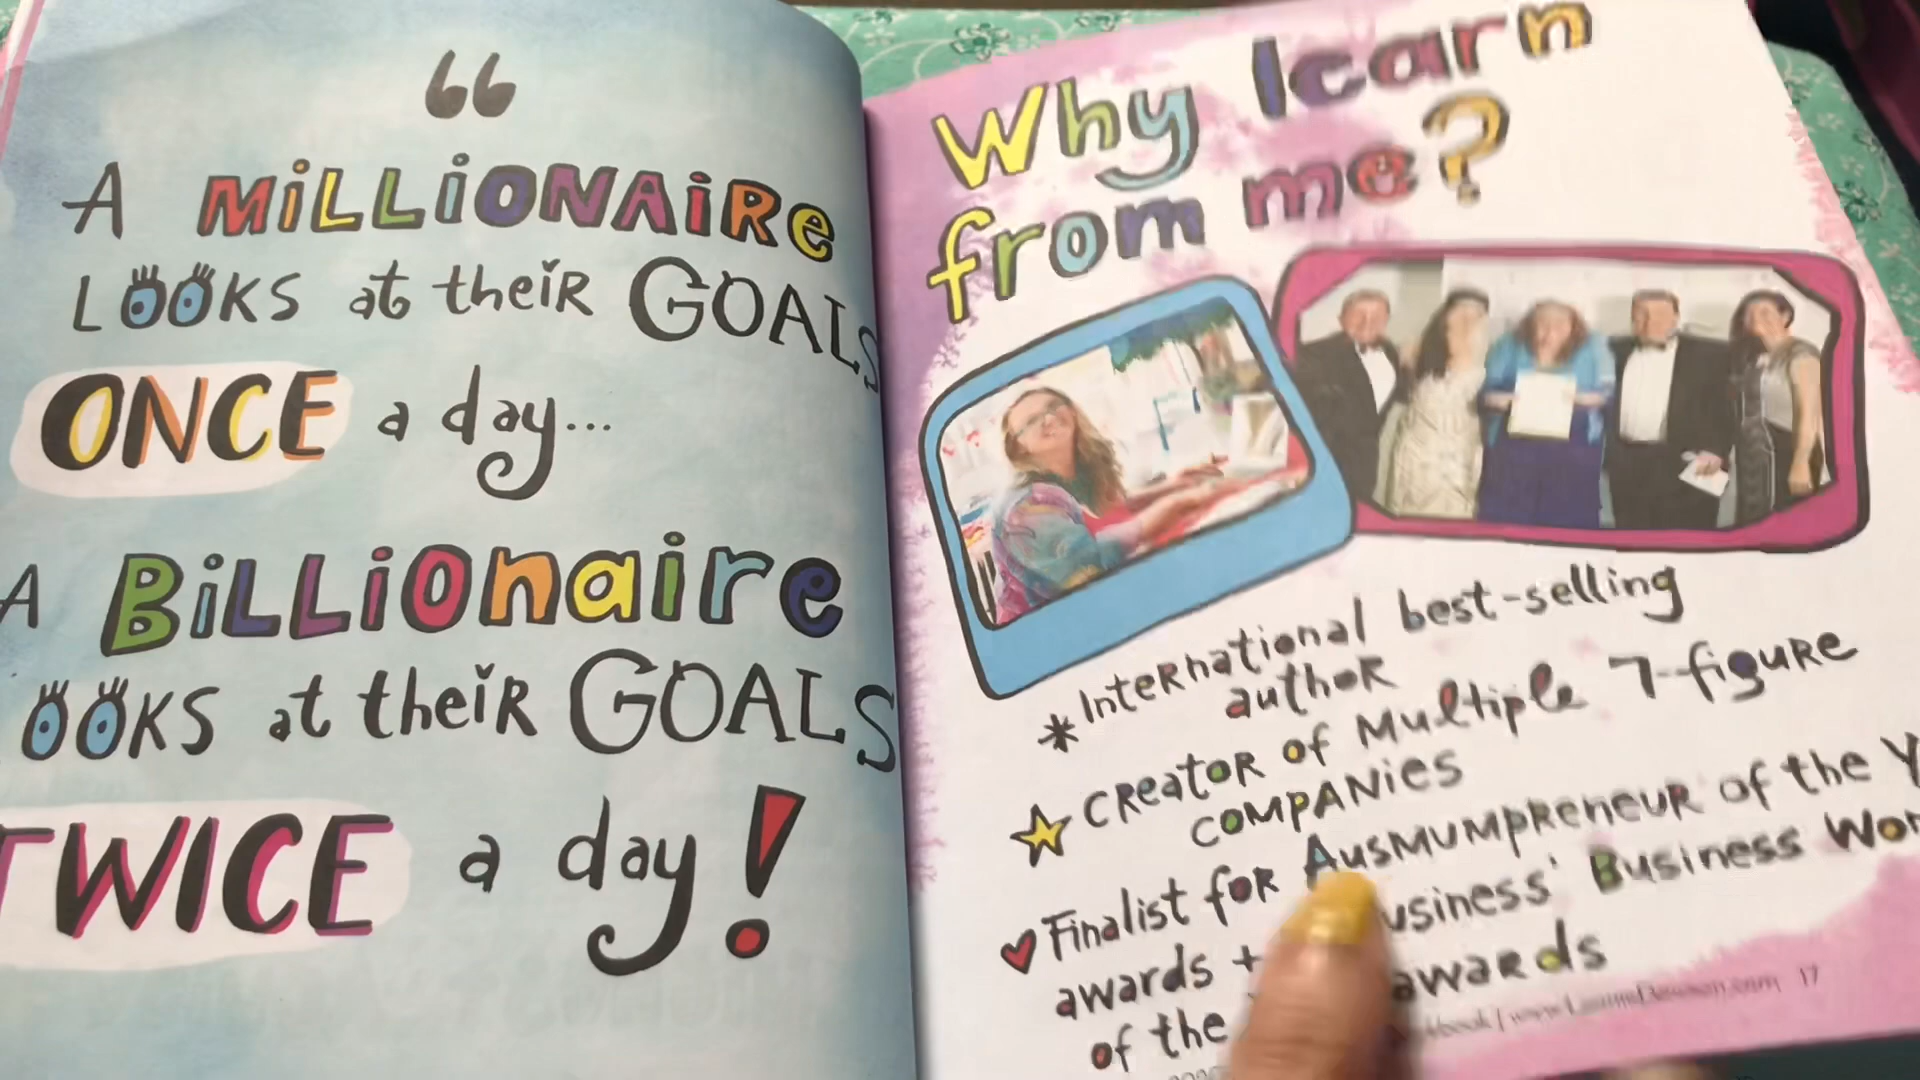 “
A MiLLiONAiRe
LOOKS at theiR GOALS
ONCE a day...
A BiLLionaire
OOKS at theiR GOALS
TWICE a day!
Why learn
from me?
* InteRnational best-selling
authoR
CReatoR of Multiple 7-figuRe
COMPANies
Finalist foR AusMUMpReneuR of the Y
awards + usiness' Business Wom
of the awaRds
17